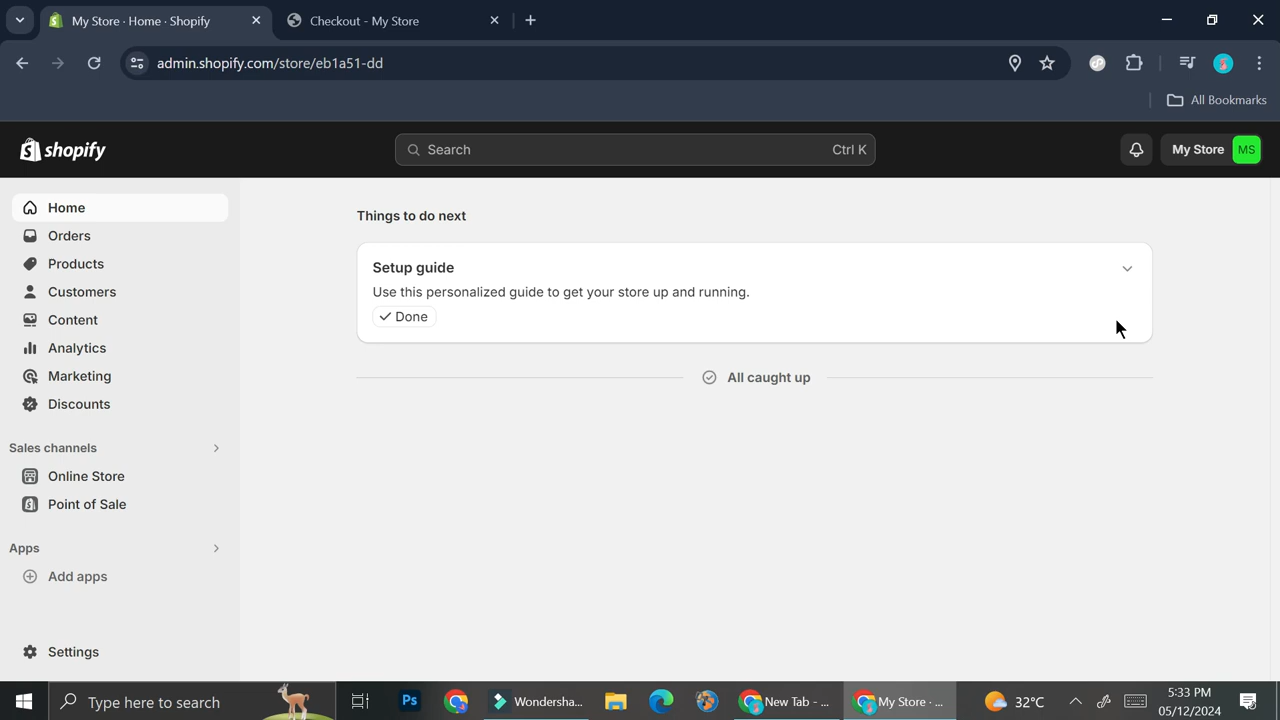 My Store · Home · Shopify
Checkout - My Store
admin.shopify.com/store/eb1a51-dd
All Bookmarks
shopify
Search
Ctrl K
My Store
MS
Home
Orders
Products
Customers
Content
Analytics
Marketing
Discounts
Sales channels
Online Store
Point of Sale
Apps
Add apps
Settings
Things to do next
Setup guide
Use this personalized guide to get your store up and running.
Done
All caught up
Type here to search
Ps
Wondersha...
New Tab - ...
My Store · ...
32°C
5:33 PM
05/12/2024